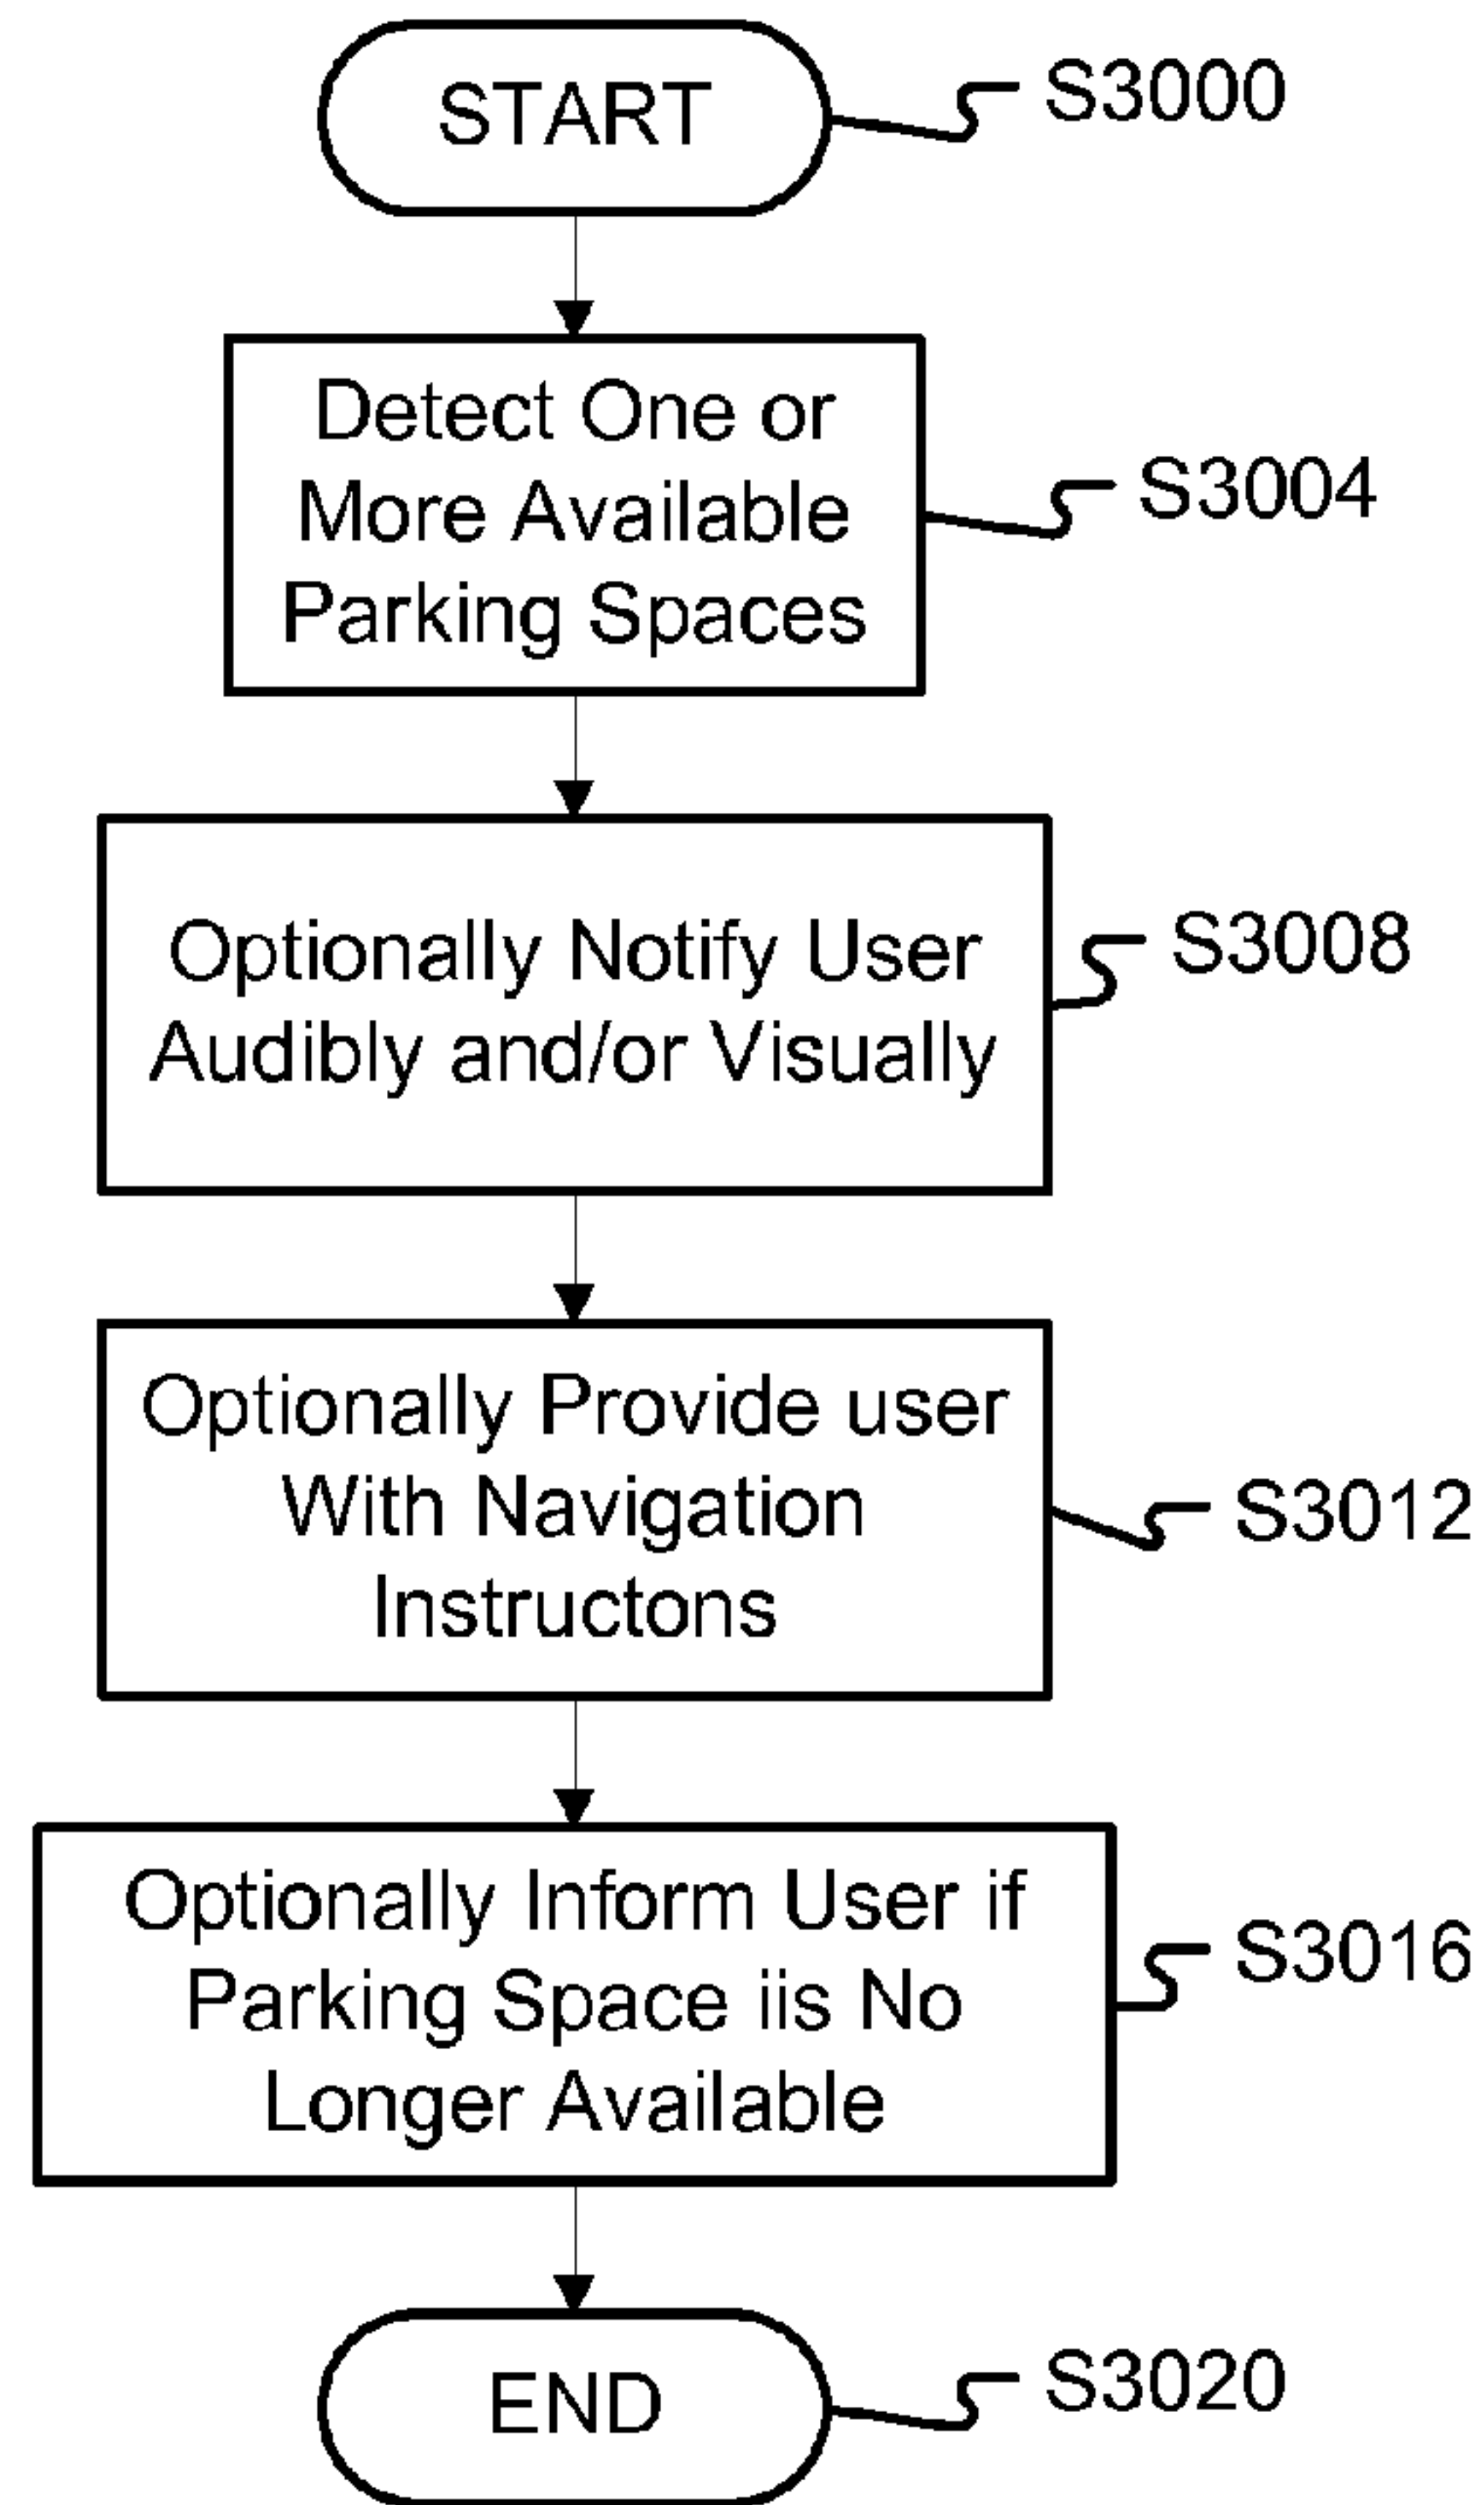 START
S3000
Detect One or
More Available
Parking Spaces
S3004
Optionally Notify User
Audibly and/or Visually
S3008
Optionally Provide user
With Navigation
Instructons
S3012
Optionally Inform User if
Parking Space iis No
Longer Available
S3016
END
S3020